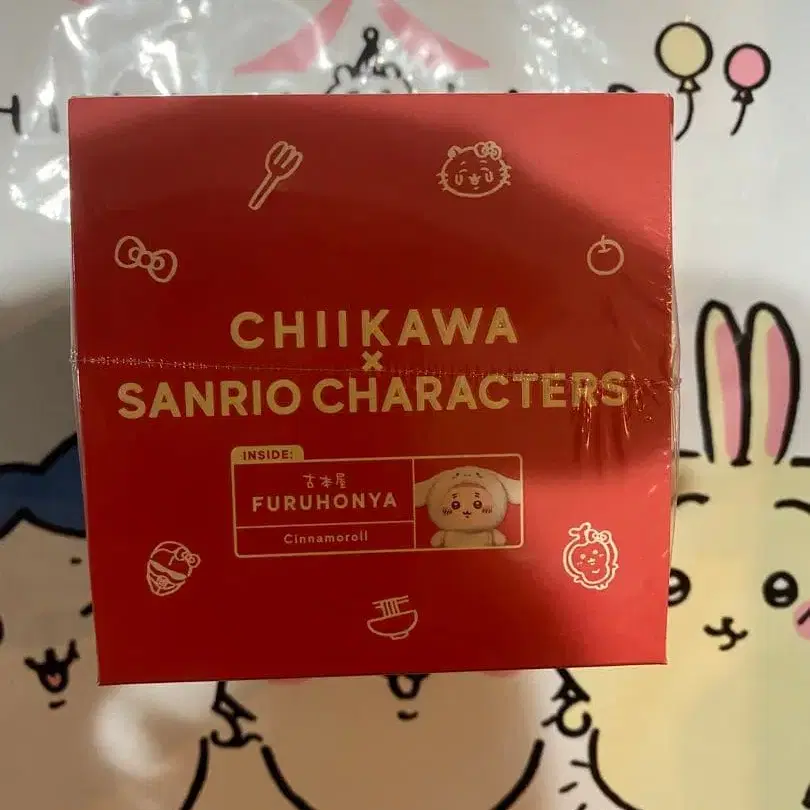 CHIIKAWA
×
SANRIO CHARACTERS
INSIDE:
古本屋
FURUHONYA
Cinnamoroll